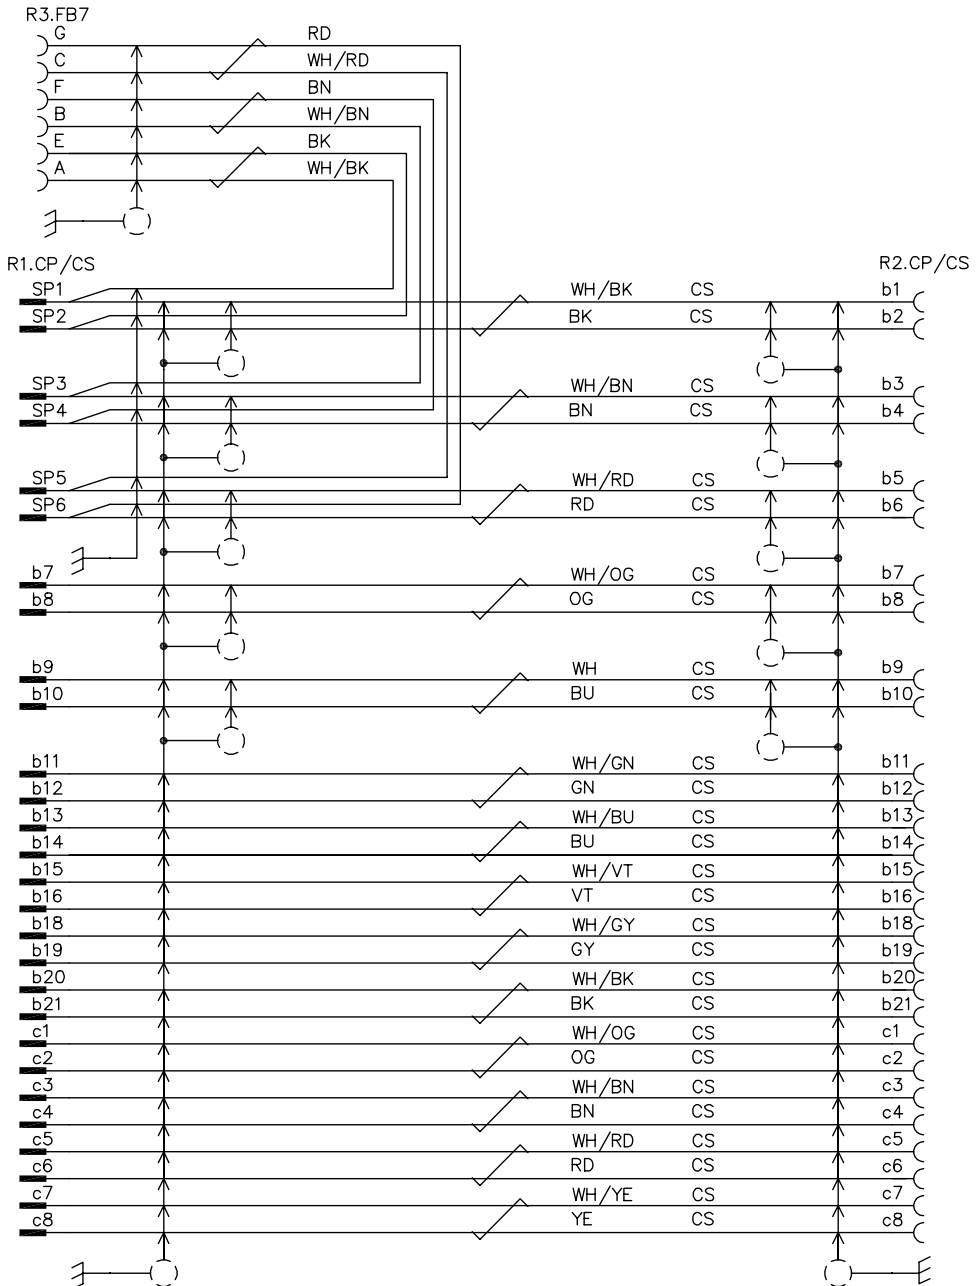 R3.FB7
G RD
C WH/RD
F BN
B WH/BN
E BK
A WH/BK
R1.CP/CS R2.CP/CS
SP1 WH/BK CS b1
SP2 BK CS b2
SP3 WH/BN CS b3
SP4 BN CS b4
SP5 WH/RD CS b5
SP6 RD CS b6
b7 WH/OG CS b7
b8 OG CS b8
b9 WH CS b9
b10 BU CS b10
b11 WH/GN CS b11
b12 GN CS b12
b13 WH/BU CS b13
b14 BU CS b14
b15 WH/VT CS b15
b16 VT CS b16
b18 WH/GY CS b18
b19 GY CS b19
b20 WH/BK CS b20
b21 BK CS b21
c1 WH/OG CS c1
c2 OG CS c2
c3 WH/BN CS c3
c4 BN CS c4
c5 WH/RD CS c5
c6 RD CS c6
c7 WH/YE CS c7
c8 YE CS c8